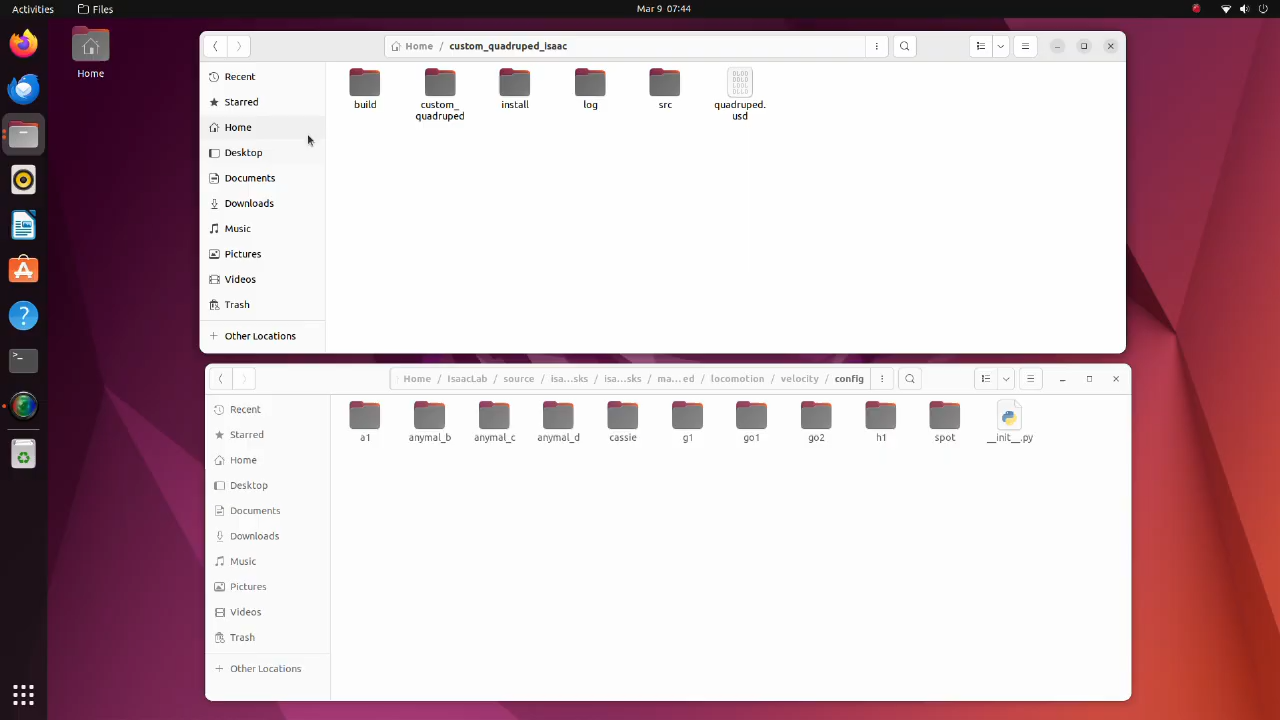 Activities
Files
Mar 9 07:44
Home
Home / custom_quadruped_isaac
Recent
Starred
Home
Desktop
Documents
Downloads
Music
Pictures
Videos
Trash
+ Other Locations
build
custom_
quadruped
install
log
src
quadruped.
usd
Home / IsaacLab / source / isa...sks / isa...sks / ma...ed / locomotion / velocity / config
Recent
Starred
Home
Desktop
Documents
Downloads
Music
Pictures
Videos
Trash
+ Other Locations
a1
anymal_b
anymal_c
anymal_d
cassie
g1
go1
go2
h1
spot
__init__.py